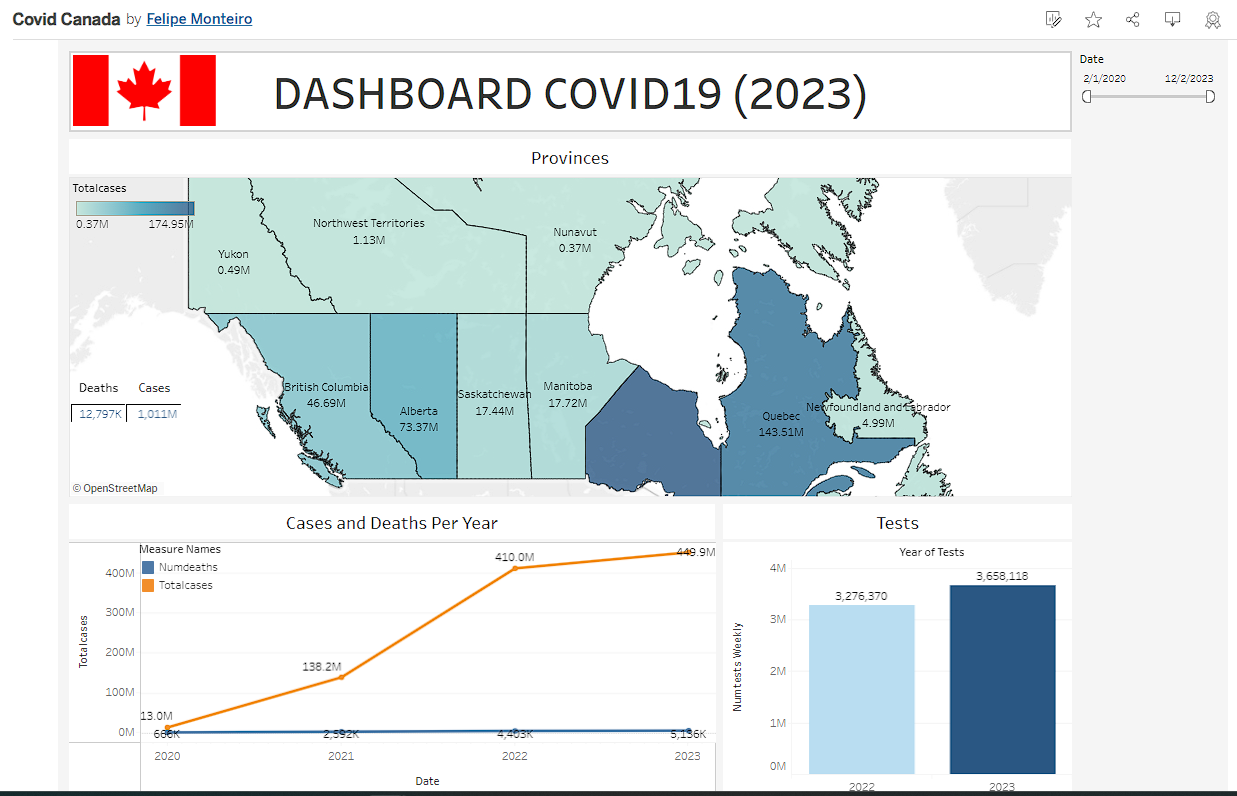 Covid Canada by Felipe Monteiro
DASHBOARD COVID19 (2023)
Date
2/1/2020 12/2/2023
Provinces
Totalcases
0.37M 174.95M
Northwest Territories
1.13M
Nunavut
0.37M
Yukon
0.49M
British Columbia
46.69M
Alberta
73.37M
Saskatchewan
17.44M
Manitoba
17.72M
Quebec
143.51M
Newfoundland and Labrador
4.99M
Deaths Cases
12,797K 1,011M
© OpenStreetMap
Cases and Deaths Per Year
Measure Names
Numdeaths
Totalcases
Totalcases
400M
300M
200M
100M
0M
13.0M
138.2M
410.0M
449.9M
2,592K
4,403K
5,136K
2020 2021 2022 2023
Date
Tests
Year of Tests
Numtests Weekly
4M
3M
2M
1M
0M
3,276,370
3,658,118
2022 2023